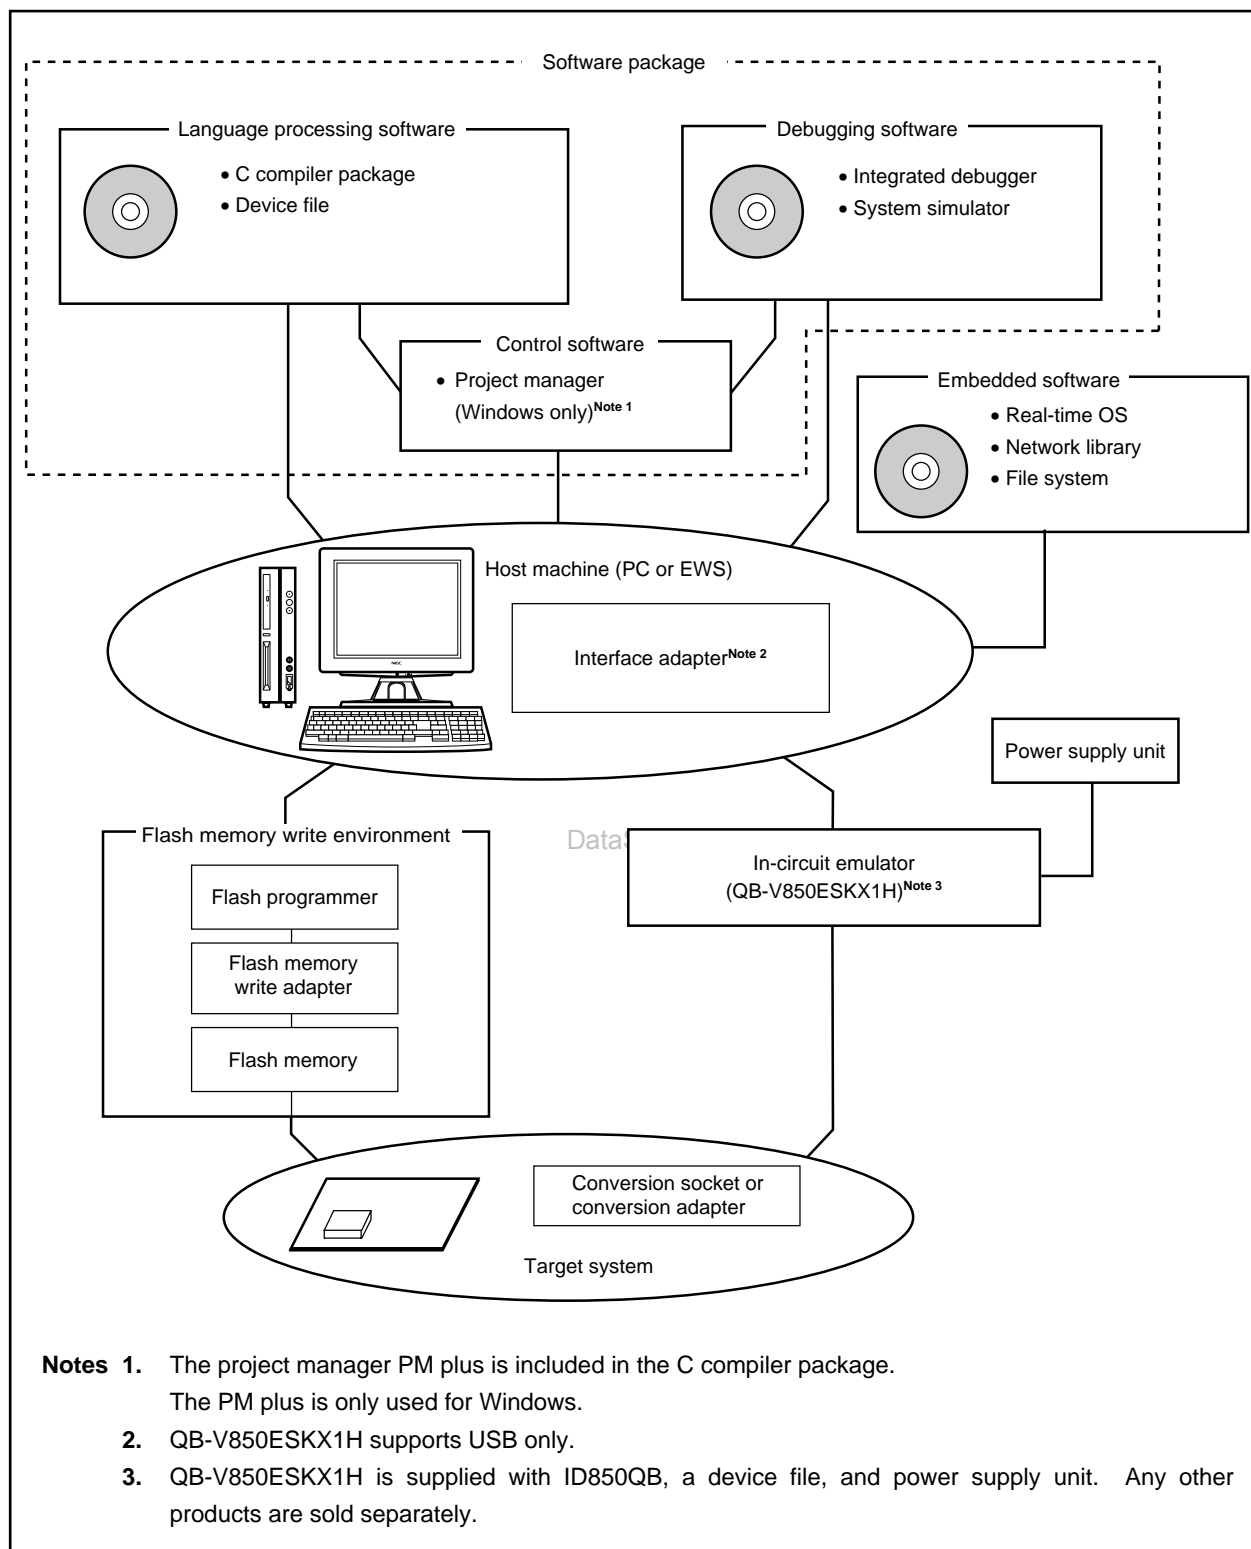 Software package
Language processing software
• C compiler package
• Device file
Debugging software
• Integrated debugger
• System simulator
Control software
• Project manager
(Windows only)Note 1
Embedded software
• Real-time OS
• Network library
• File system
Host machine (PC or EWS)
NEC
Interface adapterNote 2
Power supply unit
Flash memory write environment
Flash programmer
Flash memory
write adapter
Flash memory
In-circuit emulator
(QB-V850ESKX1H)Note 3
Conversion socket or
conversion adapter
Target system
Notes 1. The project manager PM plus is included in the C compiler package.
The PM plus is only used for Windows.
2. QB-V850ESKX1H supports USB only.
3. QB-V850ESKX1H is supplied with ID850QB, a device file, and power supply unit. Any other
products are sold separately.